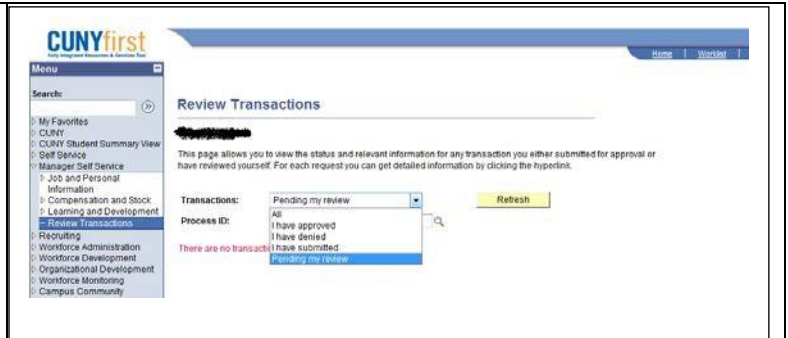 CUNYfirst
Fully Integrated Resources & Services Tool
Home | Worklist |
Menu
Search:
My Favorites
CUNY
CUNY Student Summary View
Self Service
Manager Self Service
Job and Personal
Information
Compensation and Stock
Learning and Development
Review Transactions
Recruiting
Workforce Administration
Workforce Development
Organizational Development
Workforce Monitoring
Campus Community
Review Transactions
This page allows you to view the status and relevant information for any transaction you either submitted for approval or
have reviewed yourself. For each request you can get detailed information by clicking the hyperlink.
Transactions: Pending my review Refresh
All
Process ID: I have approved
I have denied
There are no transacti I have submitted
Pending my review